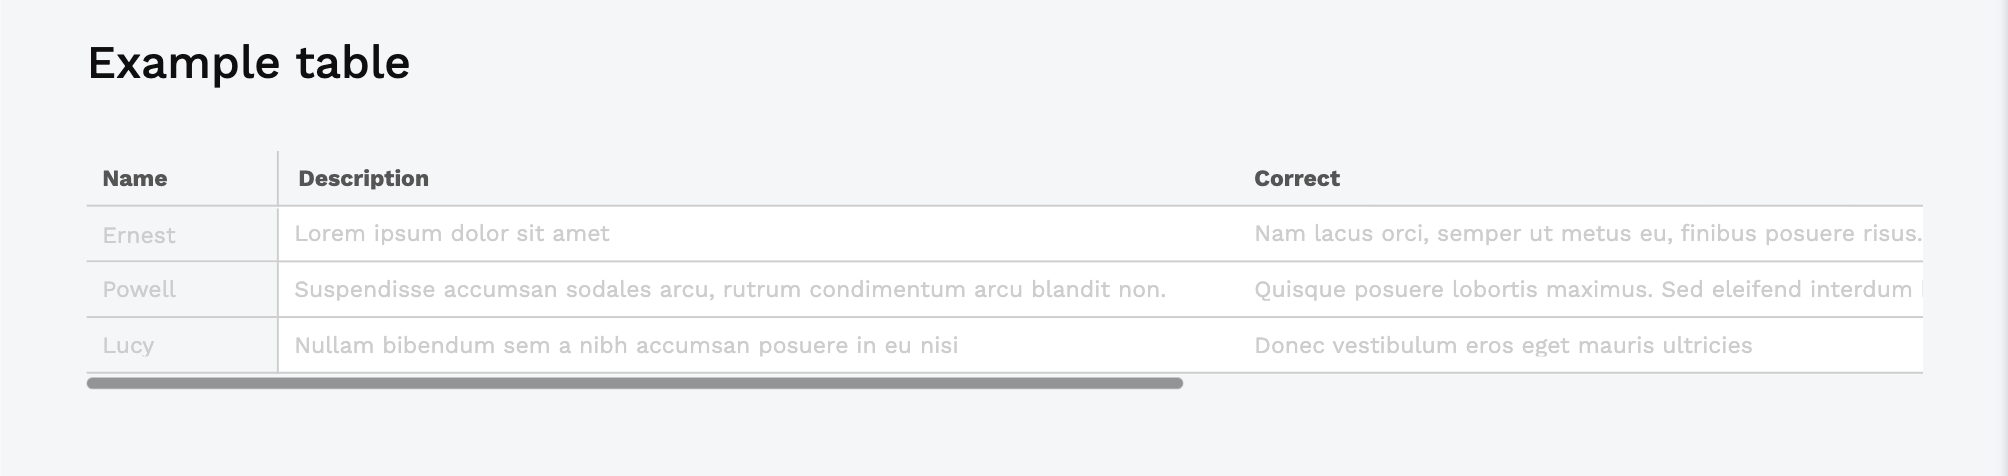 Example table
Name Description Correct
Ernest Lorem ipsum dolor sit amet Nam lacus orci, semper ut metus eu, finibus posuere risus.
Powell Suspendisse accumsan sodales arcu, rutrum condimentum arcu blandit non. Quisque posuere lobortis maximus. Sed eleifend interdum
Lucy Nullam bibendum sem a nibh accumsan posuere in eu nisi Donec vestibulum eros eget mauris ultricies